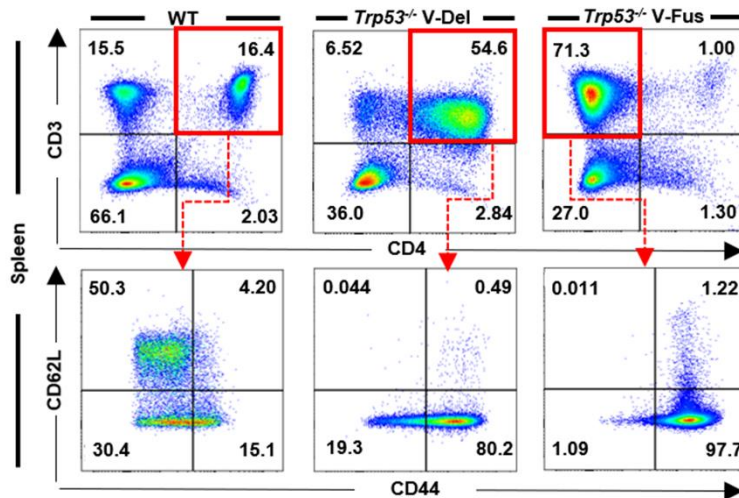 WT
Trp53-/- V-Del
Trp53-/- V-Fus
15.5 16.4
6.52 54.6
71.3 1.00
CD3
66.1 2.03
36.0 2.84
27.0 1.30
CD4
Spleen
50.3 4.20
0.044 0.49
0.011 1.22
CD62L
30.4 15.1
19.3 80.2
1.09 97.7
CD44